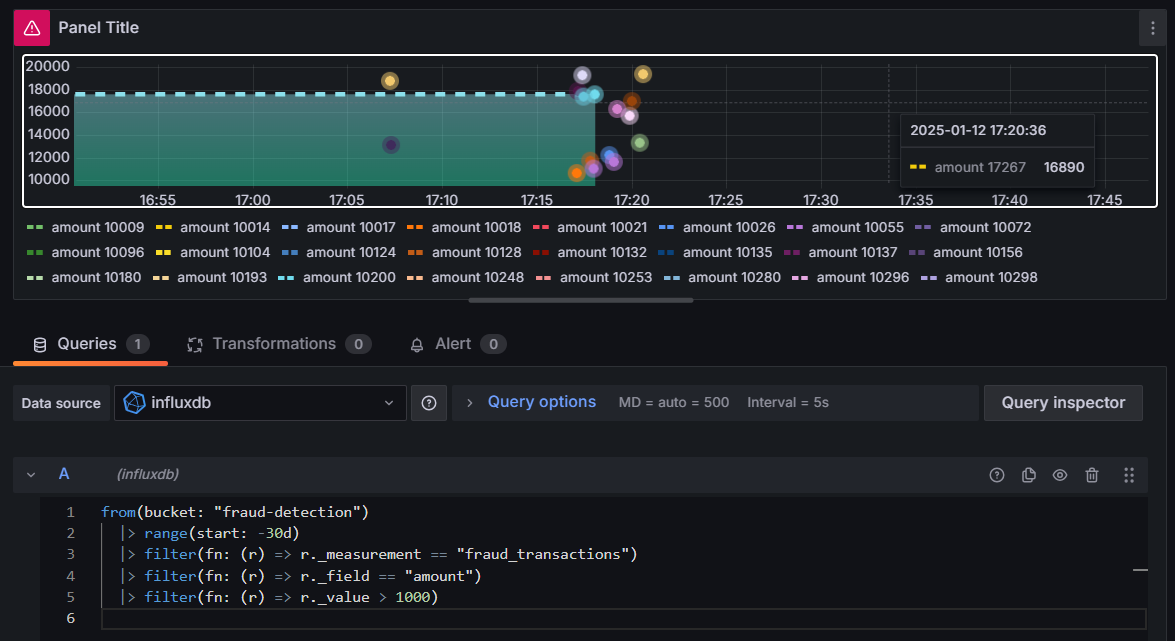 Panel Title
20000
18000
16000
14000
12000
10000
2025-01-12 17:20:36
amount 17267 16890
16:55 17:00 17:05 17:10 17:15 17:20 17:25 17:30 17:35 17:40 17:45
amount 10009 amount 10014 amount 10017 amount 10018 amount 10021 amount 10026 amount 10055 amount 10072
amount 10096 amount 10104 amount 10124 amount 10128 amount 10132 amount 10135 amount 10137 amount 10156
amount 10180 amount 10193 amount 10200 amount 10248 amount 10253 amount 10280 amount 10296 amount 10298
Queries 1 Transformations 0 Alert 0
Data source influxdb Query options MD = auto = 500 Interval = 5s Query inspector
A (influxdb)
1 from(bucket: "fraud-detection")
2 |> range(start: -30d)
3 |> filter(fn: (r) => r._measurement == "fraud_transactions")
4 |> filter(fn: (r) => r._field == "amount")
5 |> filter(fn: (r) => r._value > 1000)
6